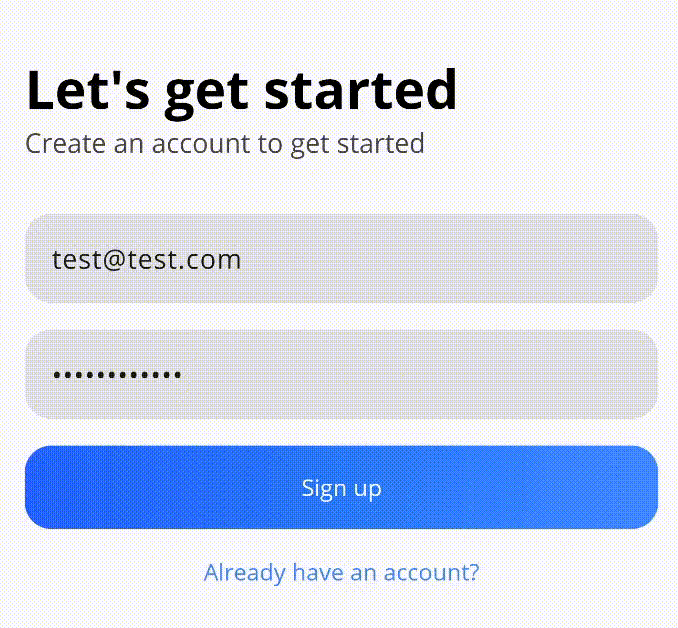 Let's get started
Create an account to get started
test@test.com
••••••••••••
Sign up
Already have an account?